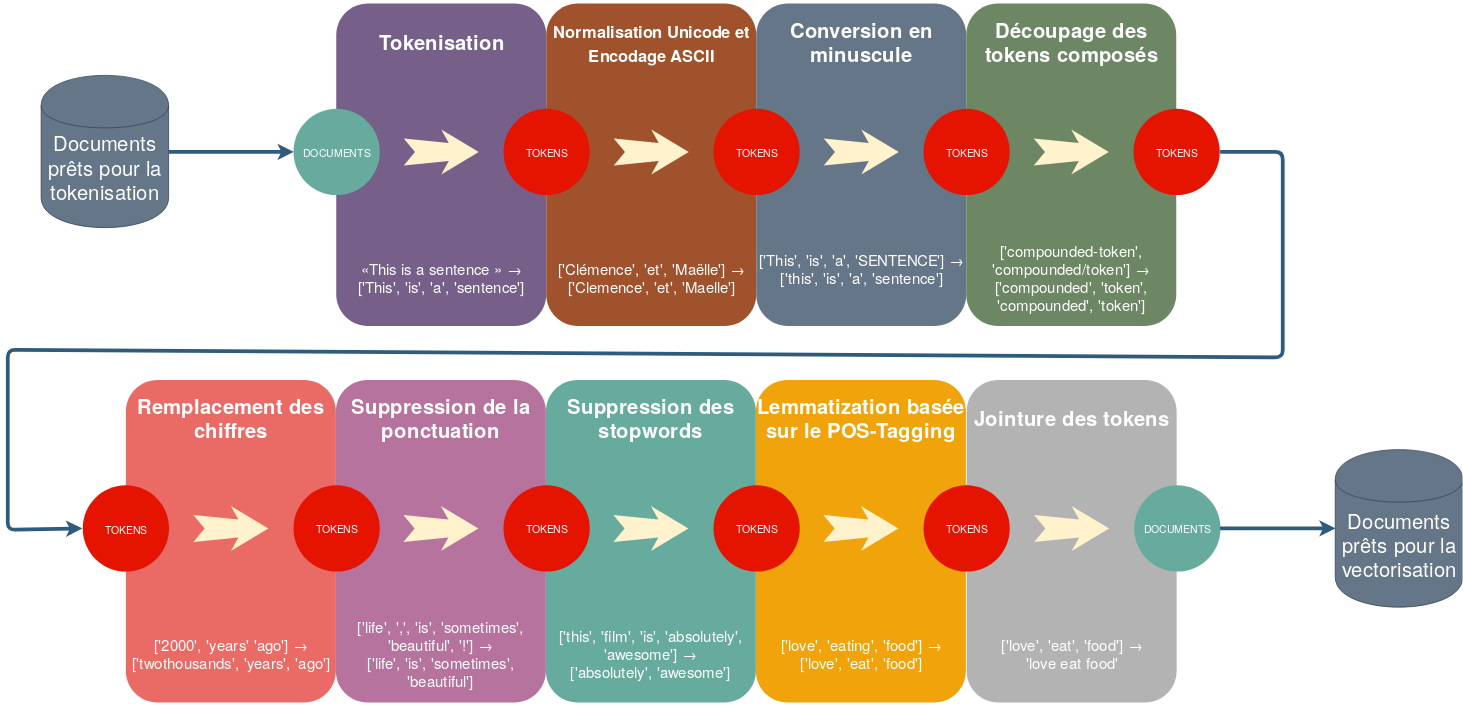 Documents
prêts pour la
tokenisation
Tokenisation
DOCUMENTS
TOKENS
«This is a sentence » →
['This', 'is', 'a', 'sentence']
Normalisation Unicode et
Encodage ASCII
TOKENS
['Clémence', 'et', 'Maëlle'] →
['Clemence', 'et', 'Maelle']
Conversion en
minuscule
TOKENS
['This', 'is', 'a', 'SENTENCE'] →
['this', 'is', 'a', 'sentence']
Découpage des
tokens composés
TOKENS
['compounded-token',
'compounded/token'] →
['compounded', 'token',
'compounded', 'token']
Remplacement des
chiffres
TOKENS
TOKENS
['2000', 'years' 'ago'] →
['twothousands', 'years', 'ago']
Suppression de la
ponctuation
TOKENS
['life', ',', 'is', 'sometimes',
'beautiful', '!'] →
['life', 'is', 'sometimes',
'beautiful']
Suppression des
stopwords
TOKENS
['this', 'film', 'is', 'absolutely',
'awesome'] →
['absolutely', 'awesome']
Lemmatization basée
sur le POS-Tagging
TOKENS
['love', 'eating', 'food'] →
['love', 'eat', 'food']
Jointure des tokens
DOCUMENTS
['love', 'eat', 'food'] →
'love eat food'
Documents
prêts pour la
vectorisation